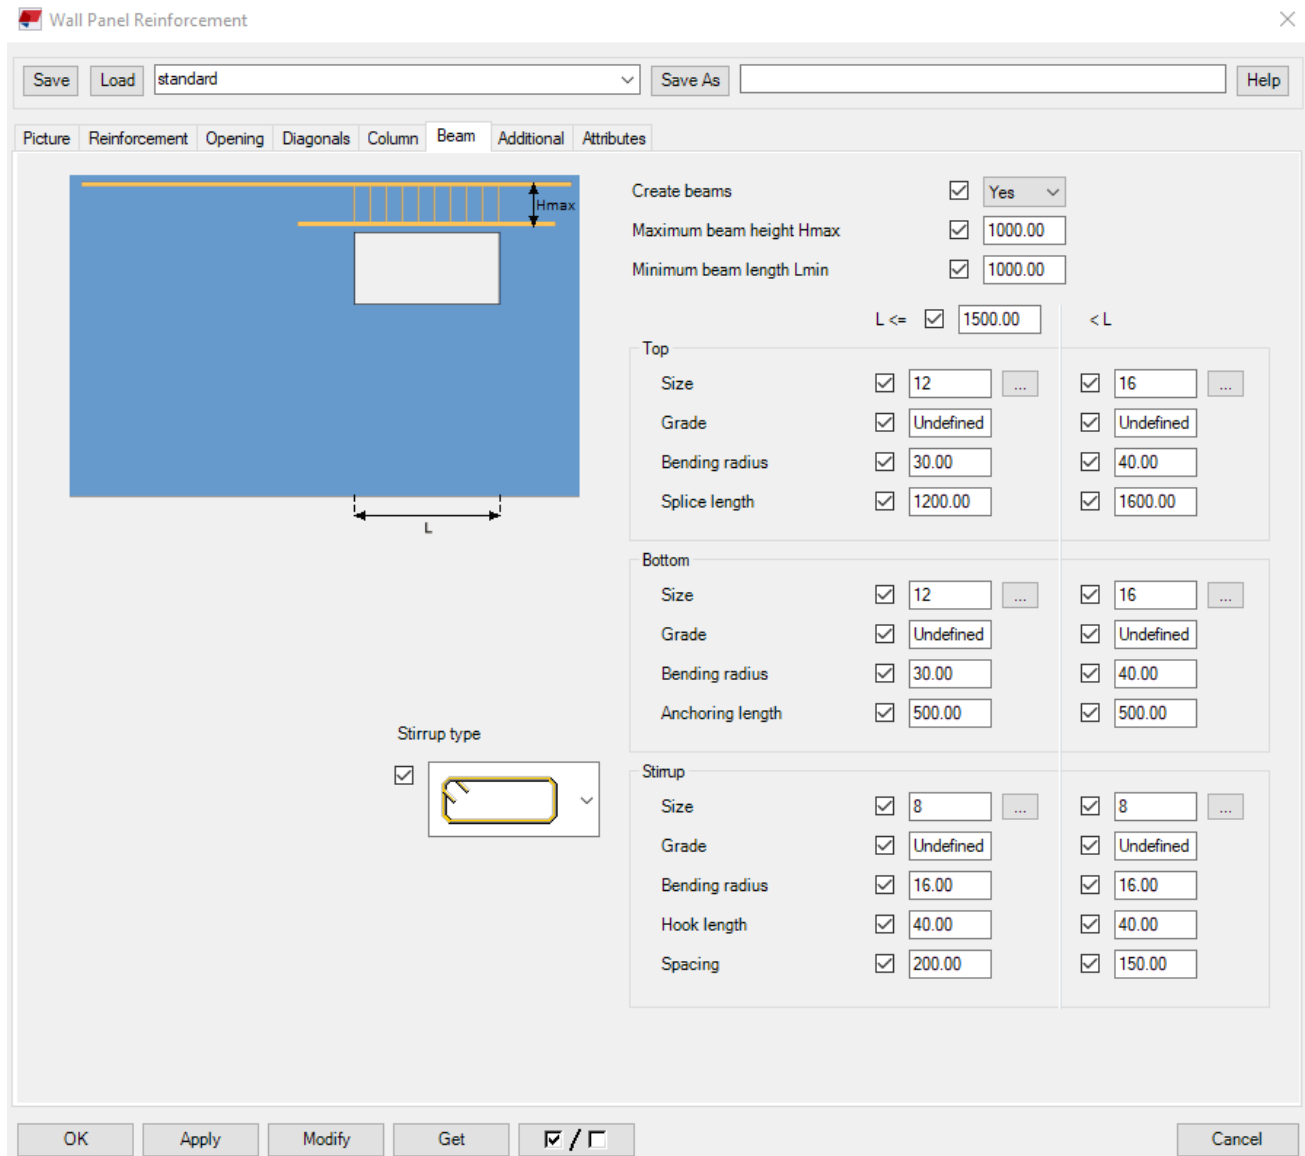 Wall Panel Reinforcement
Save Load standard Save As Help
Picture Reinforcement Opening Diagonals Column Beam Additional Attributes
Hmax
L
Create beams Yes
Maximum beam height Hmax 1000.00
Minimum beam length Lmin 1000.00
L <= 1500.00 < L
Top
Size 12 ... 16 ...
Grade Undefined Undefined
Bending radius 30.00 40.00
Splice length 1200.00 1600.00
Bottom
Size 12 ... 16 ...
Grade Undefined Undefined
Bending radius 30.00 40.00
Anchoring length 500.00 500.00
Stirrup type
Stirrup
Size 8 ... 8 ...
Grade Undefined Undefined
Bending radius 16.00 16.00
Hook length 40.00 40.00
Spacing 200.00 150.00
OK Apply Modify Get / Cancel